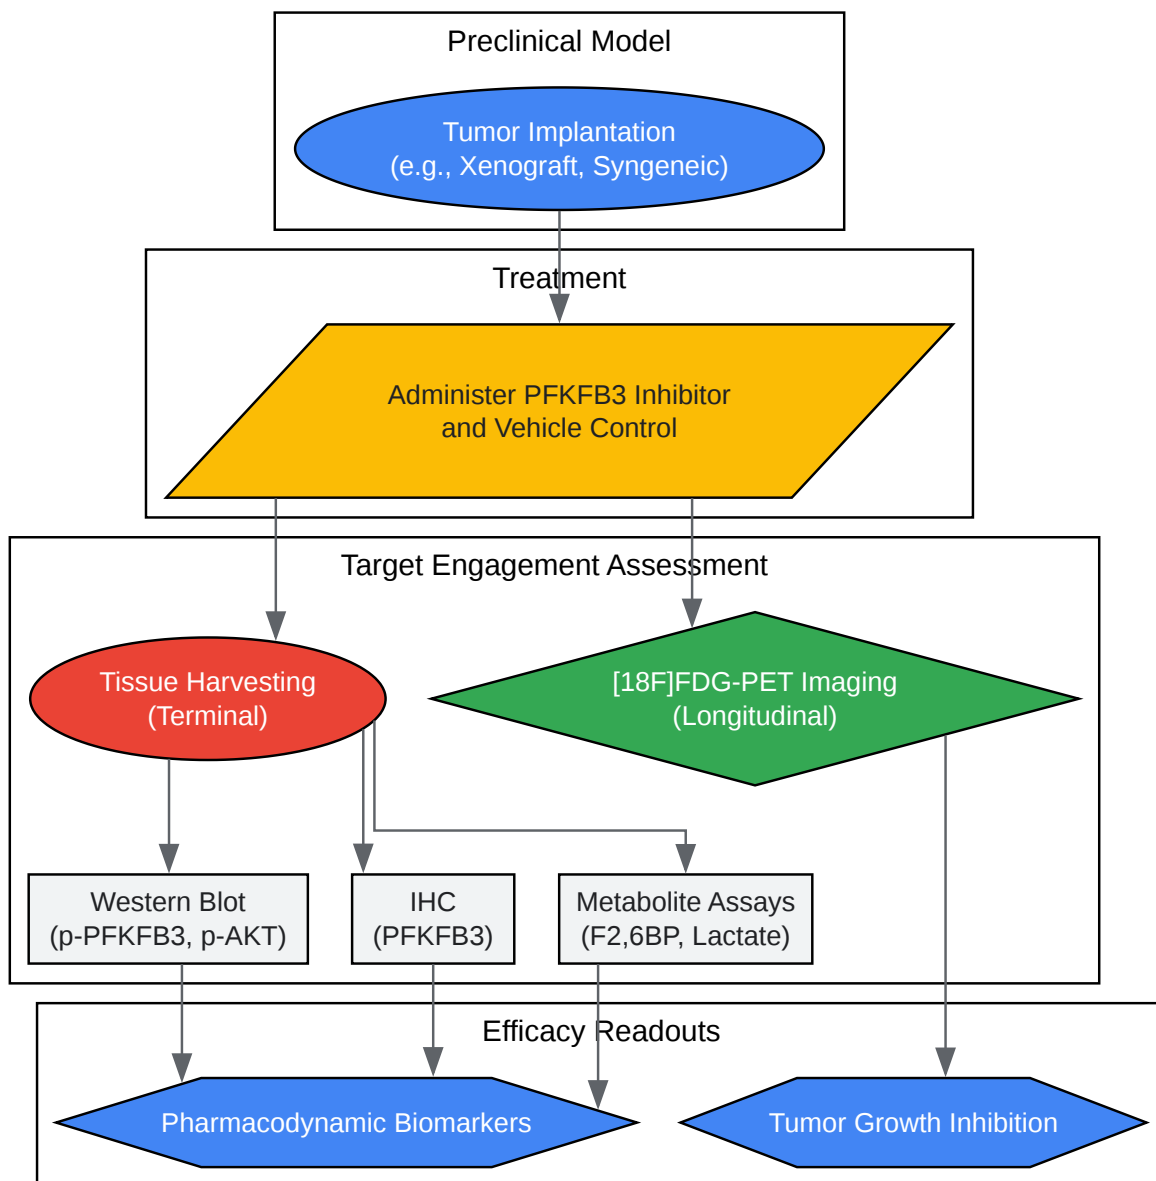 Preclinical Model
Tumor Implantation
(e.g., Xenograft, Syngeneic)
Treatment
Administer PFKFB3 Inhibitor
and Vehicle Control
Target Engagement Assessment
Tissue Harvesting
(Terminal)
[18F]FDG-PET Imaging
(Longitudinal)
Western Blot
(p-PFKFB3, p-AKT)
IHC
(PFKFB3)
Metabolite Assays
(F2,6BP, Lactate)
Efficacy Readouts
Pharmacodynamic Biomarkers
Tumor Growth Inhibition